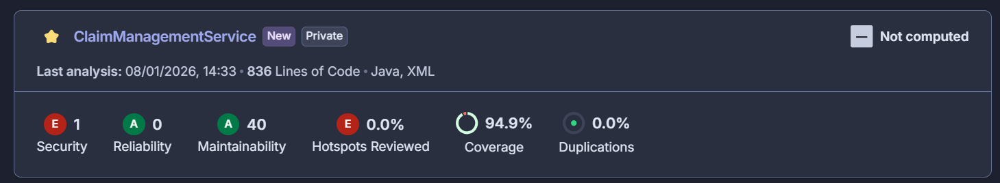 ClaimManagementService New Private — Not computed
Last analysis: 08/01/2026, 14:33 • 836 Lines of Code • Java, XML
E 1 A 0 A 40 E 0.0% 94.9% 0.0%
Security Reliability Maintainability Hotspots Reviewed Coverage Duplications